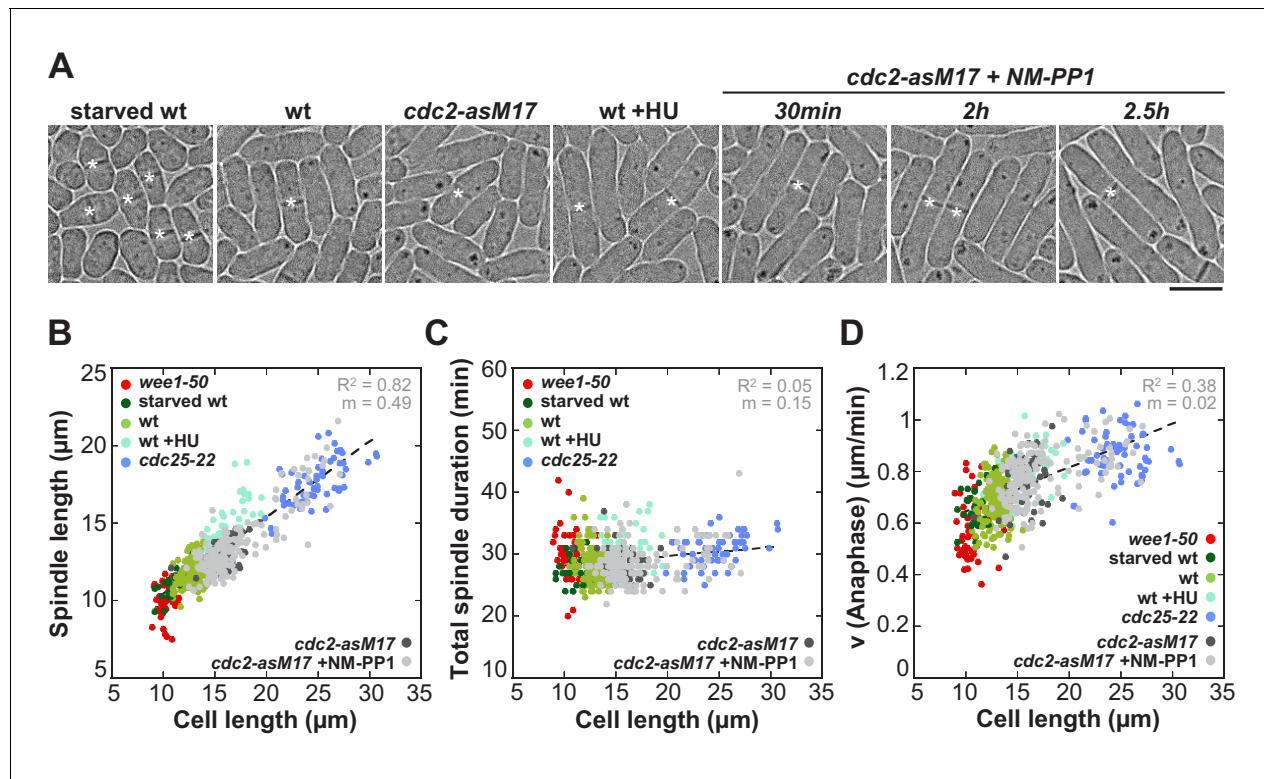 A
cdc2-asM17 + NM-PP1
starved wt wt cdc2-asM17 wt +HU 30min 2h 2.5h
* * * * * * * * * * * * * *
B
Spindle length (µm)
25
20
15
10
5
5 10 15 20 25 30 35
Cell length (µm)
wee1-50
starved wt
wt
wt +HU
cdc25-22
R² = 0.82
m = 0.49
cdc2-asM17
cdc2-asM17 +NM-PP1
C
Total spindle duration (min)
60
50
40
30
20
10
5 10 15 20 25 30 35
Cell length (µm)
wee1-50
starved wt
wt
wt +HU
cdc25-22
R² = 0.05
m = 0.15
cdc2-asM17
cdc2-asM17 +NM-PP1
D
v (Anaphase) (µm/min)
1.2
1
0.8
0.6
0.4
0.2
0
5 10 15 20 25 30 35
Cell length (µm)
R² = 0.38
m = 0.02
wee1-50
starved wt
wt
wt +HU
cdc25-22
cdc2-asM17
cdc2-asM17 +NM-PP1